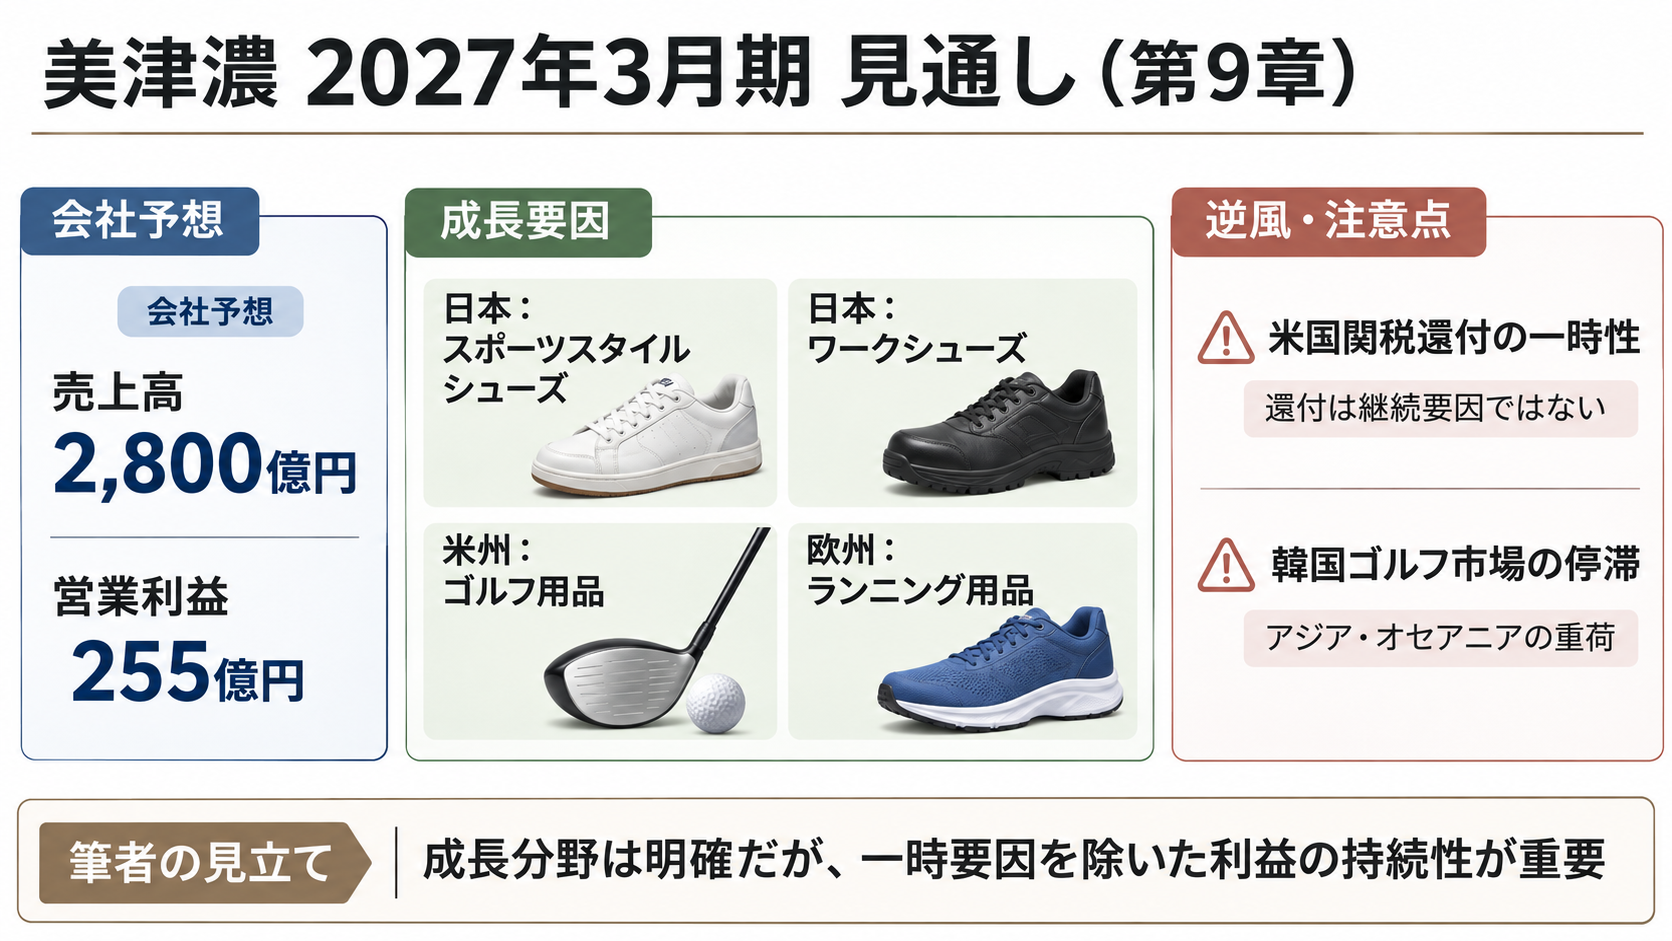 美津濃 2027年3月期 見通し（第9章）
会社予想
会社予想
売上高
2,800億円
営業利益
255億円
成長要因
日本：
スポーツスタイル
シューズ
日本：
ワークシューズ
米州：
ゴルフ用品
欧州：
ランニング用品
逆風・注意点
米国関税還付の一時性
還付は継続要因ではない
韓国ゴルフ市場の停滞
アジア・オセアニアの重荷
筆者の見立て
成長分野は明確だが、一時要因を除いた利益の持続性が重要